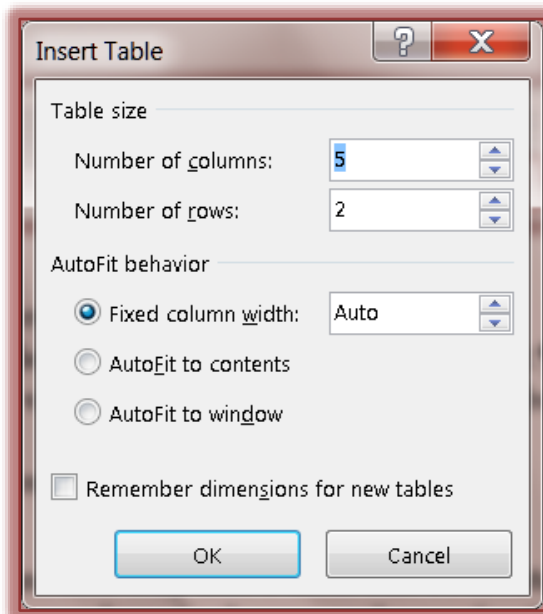 Insert Table
Table size
Number of columns: 5
Number of rows: 2
AutoFit behavior
Fixed column width: Auto
AutoFit to contents
AutoFit to window
Remember dimensions for new tables
OK Cancel